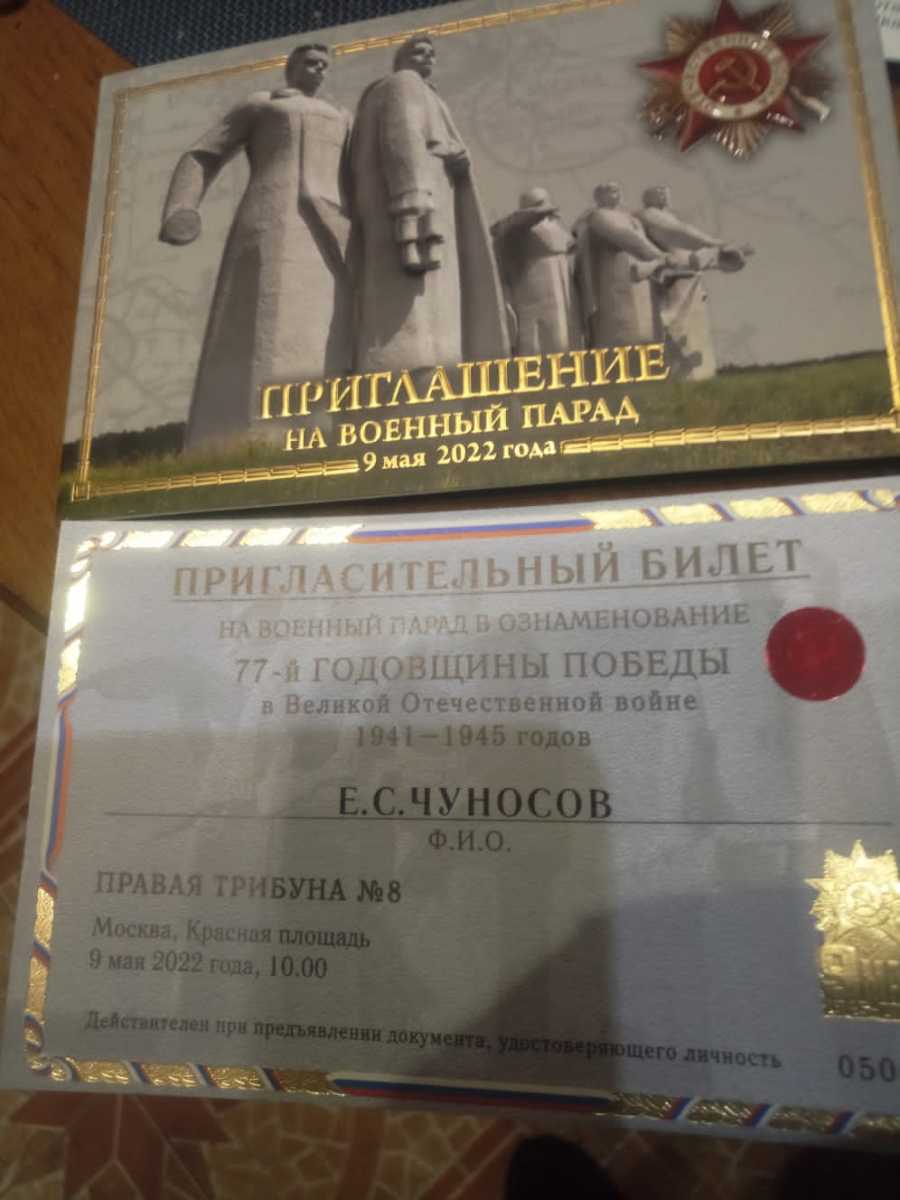 ПРИГЛАШЕНИЕ
НА ВОЕННЫЙ ПАРАД
9 мая 2022 года
ПРИГЛАСИТЕЛЬНЫЙ БИЛЕТ
НА ВОЕННЫЙ ПАРАД В ОЗНАМЕНОВАНИЕ
77-й ГОДОВЩИНЫ ПОБЕДЫ
в Великой Отечественной войне
1941–1945 годов
Е.С.ЧУНОСОВ
Ф.И.О.
ПРАВАЯ ТРИБУНА №8
Москва, Красная площадь
9 мая 2022 года, 10.00
Действителен при предъявлении документа, удостоверяющего личность
050